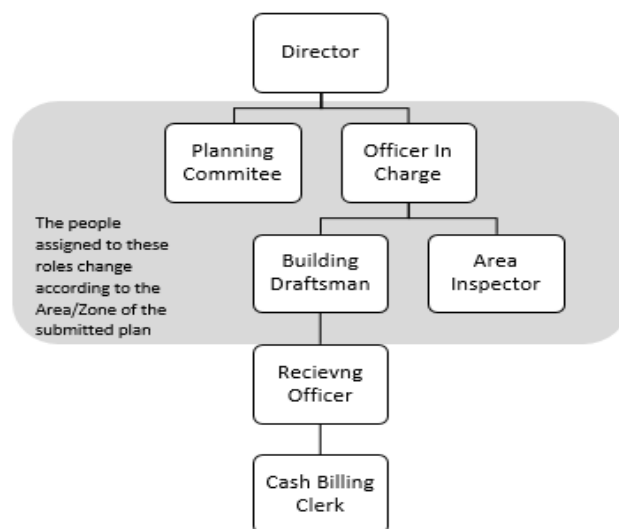 Director
Planning
Commitee
Officer In
Charge
The people
assigned to these
roles change
according to the
Area/Zone of the
submitted plan
Building
Draftsman
Area
Inspector
Recievng
Officer
Cash Billing
Clerk